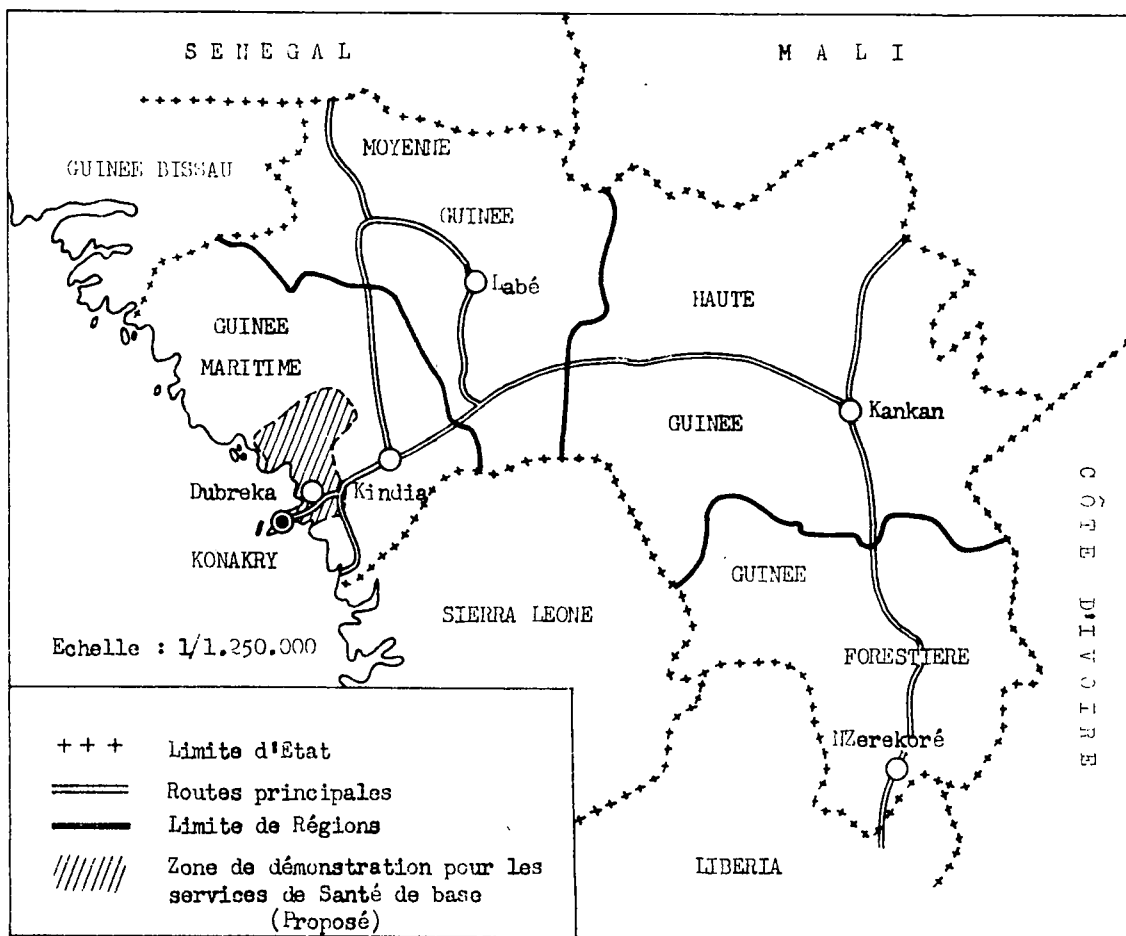 SENEGAL
MALI
MOYENNE
GUINEE BISSAU
GUINEE
Labé
HAUTE
GUINEE
MARITIME
Kankan
GUINEE
CÔTE D'IVOIRE
Dubreka
Kindia
KONAKRY
GUINEE
SIERRA LEONE
Echelle : 1/1.250.000
FORESTIERE
NZerekoré
LIBERIA
+ + + Limite d'Etat
Routes principales
Limite de Régions
Zone de démonstration pour les
services de Santé de base
(Proposé)